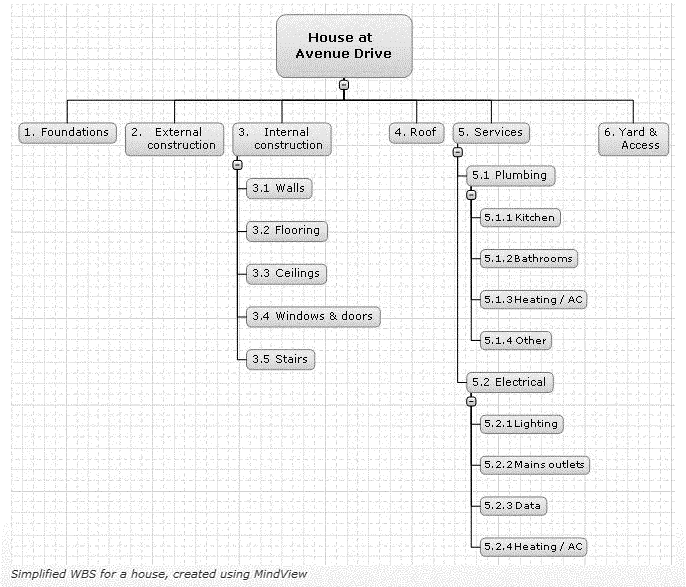 House at
Avenue Drive
1. Foundations
2. External
construction
3. Internal
construction
4. Roof
5. Services
6. Yard &
Access
3.1 Walls
3.2 Flooring
3.3 Ceilings
3.4 Windows & doors
3.5 Stairs
5.1 Plumbing
5.1.1 Kitchen
5.1.2 Bathrooms
5.1.3 Heating / AC
5.1.4 Other
5.2 Electrical
5.2.1 Lighting
5.2.2 Mains outlets
5.2.3 Data
5.2.4 Heating / AC
Simplified WBS for a house, created using MindView